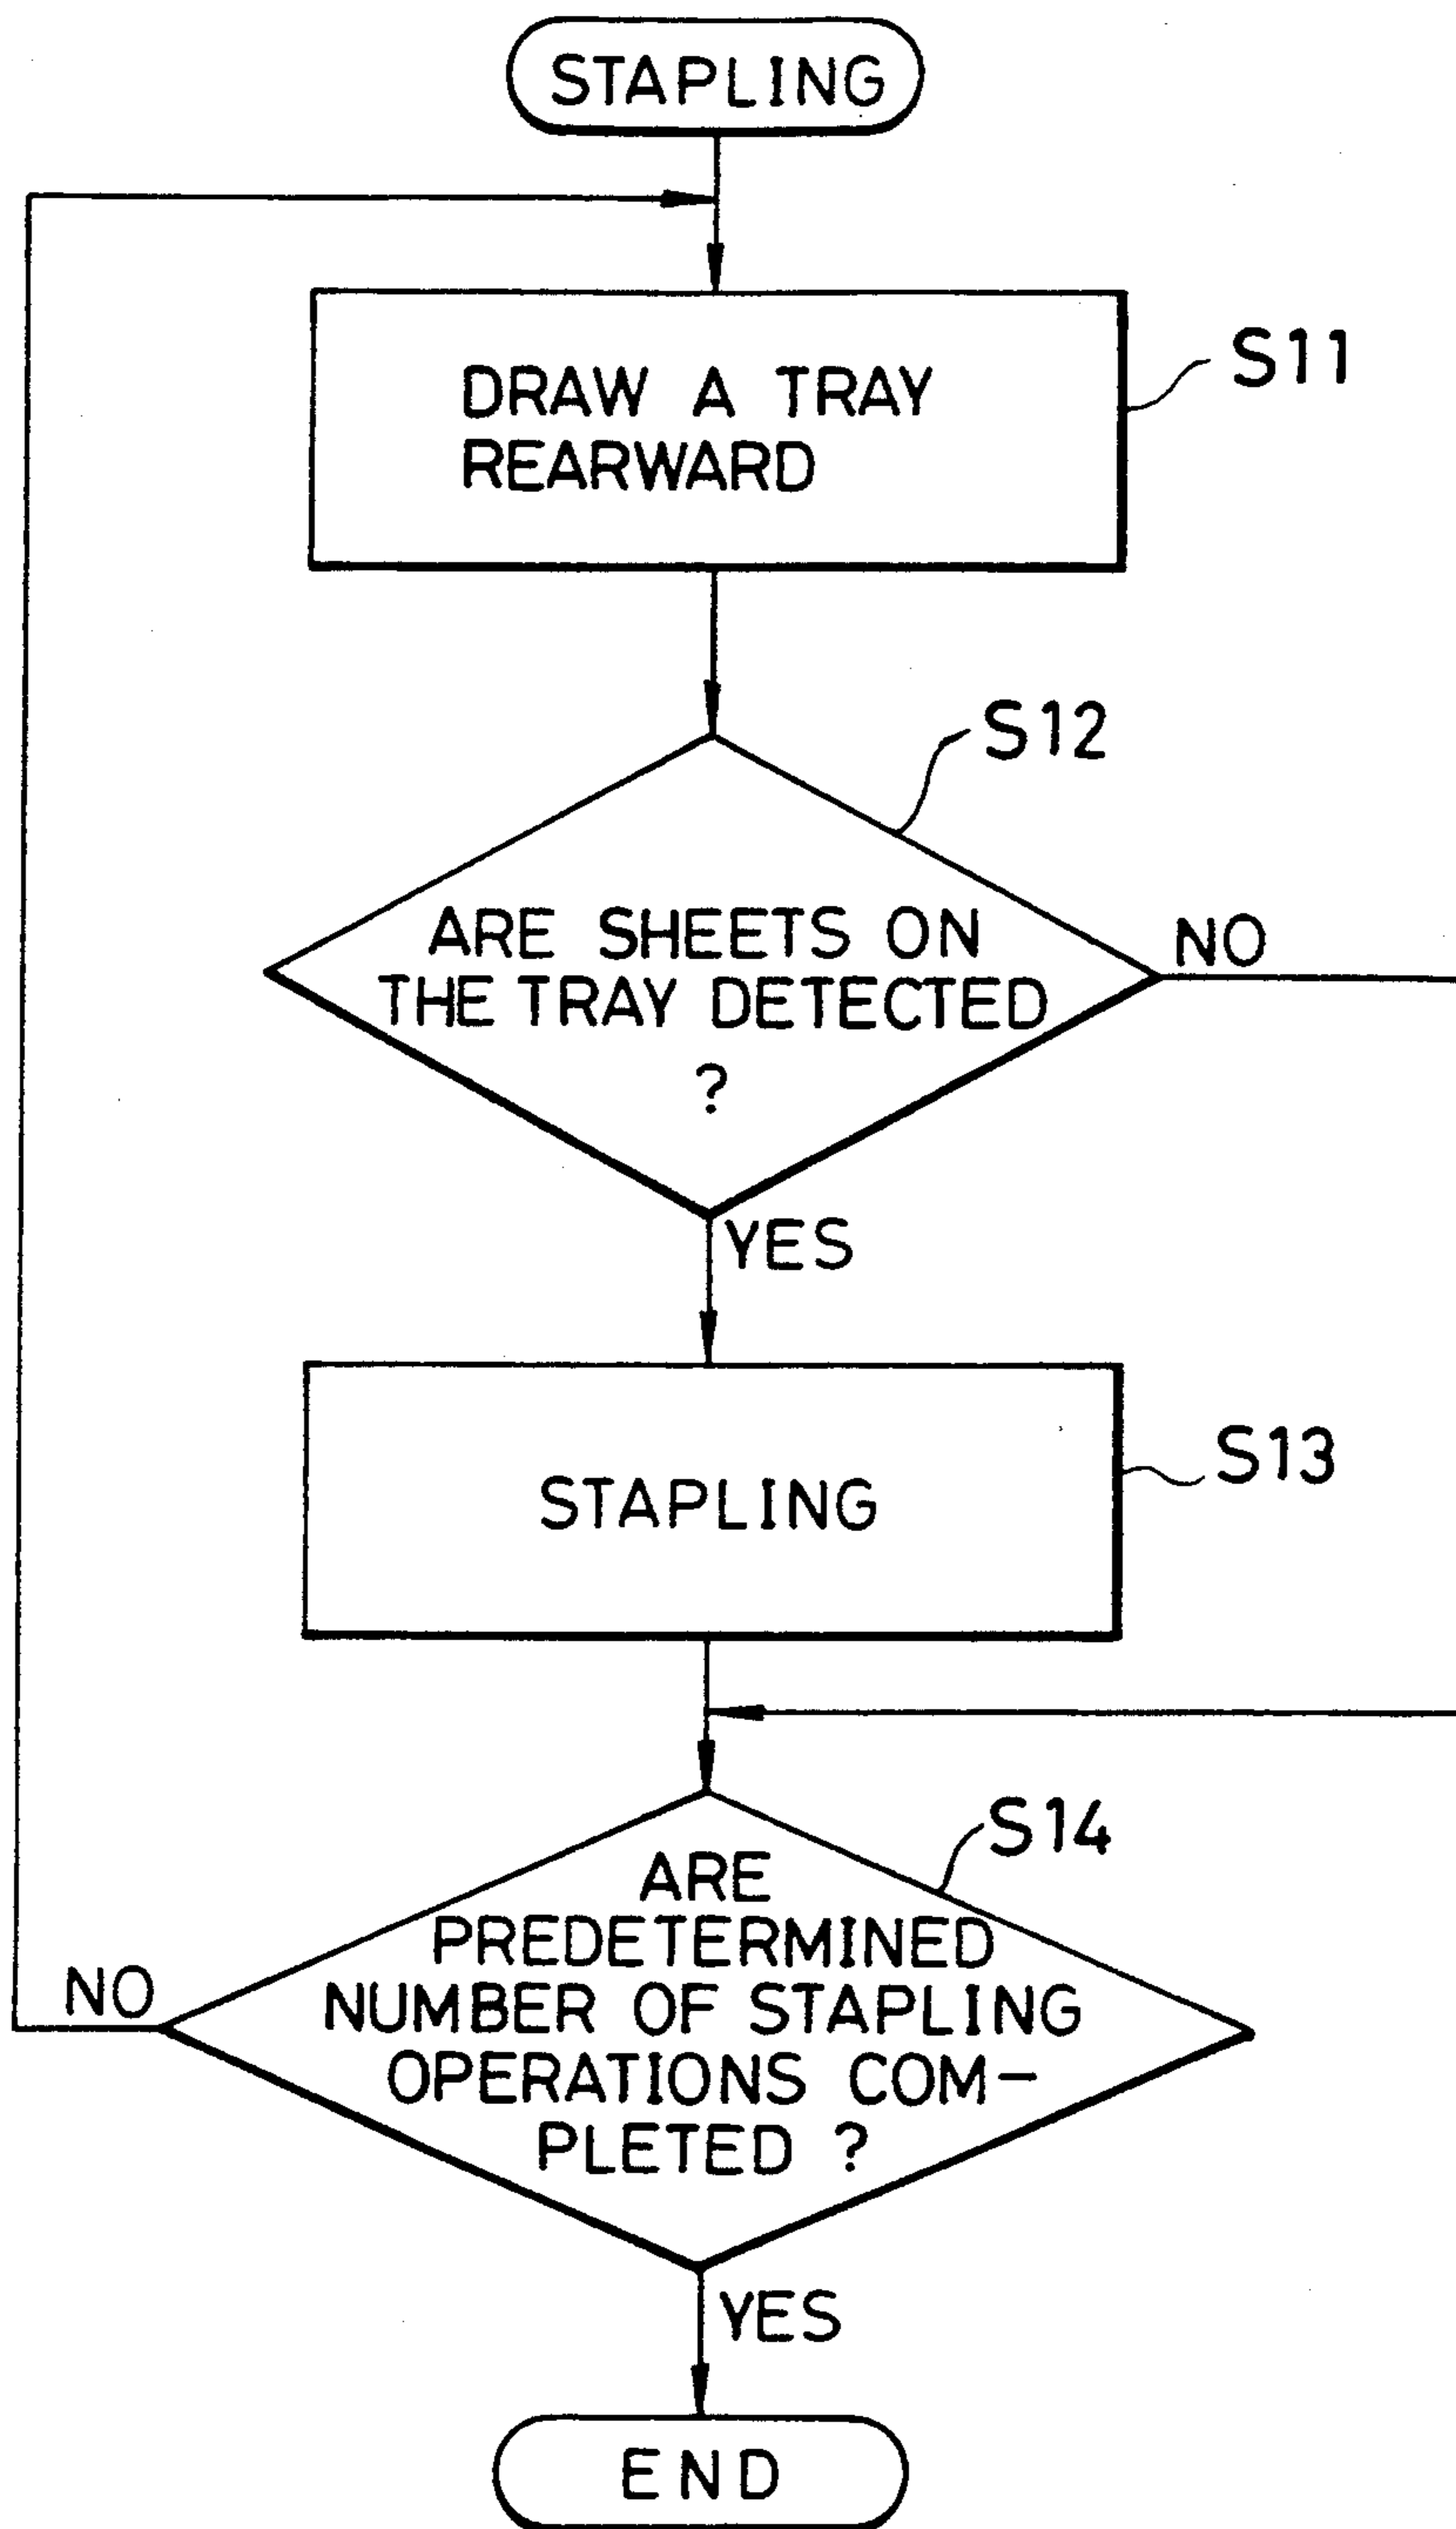 STAPLING
DRAW A TRAY
REARWARD
S11
S12
ARE SHEETS ON
THE TRAY DETECTED
?
NO
YES
STAPLING
S13
S14
ARE
PREDETERMINED
NUMBER OF STAPLING
OPERATIONS COM-
PLETED ?
NO
YES
END